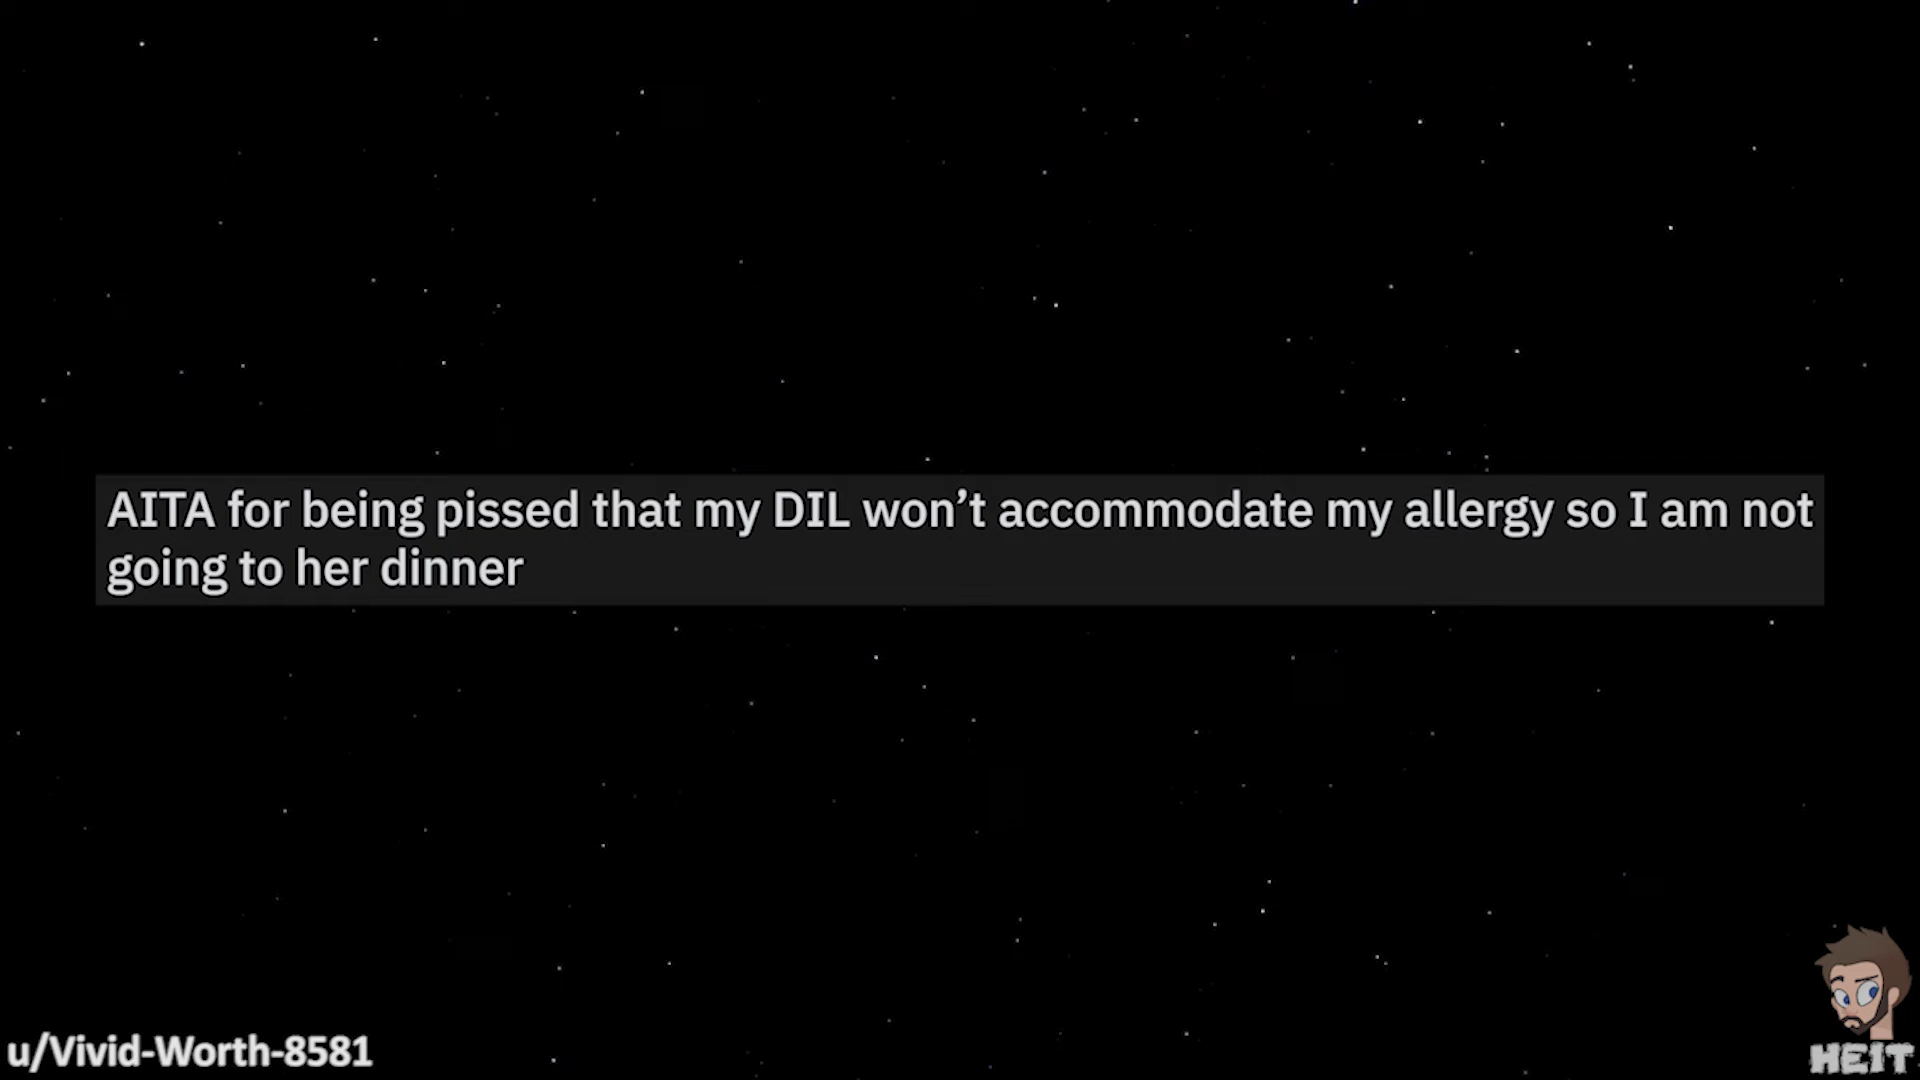 AITA for being pissed that my DIL won’t accommodate my allergy so I am not
going to her dinner
u/Vivid-Worth-8581
HEIT